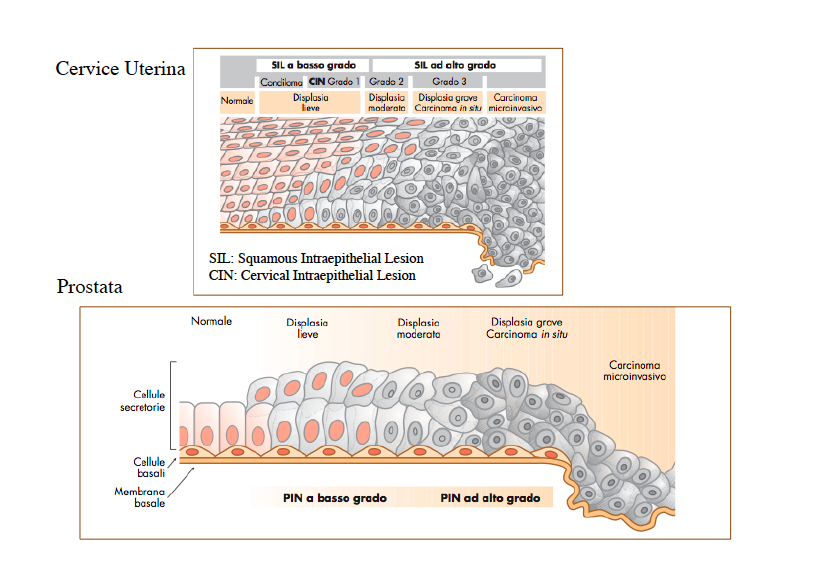 Cervice Uterina
SIL a basso grado SIL ad alto grado
Condiloma CIN Grado 1 Grado 2 Grado 3
Normale Displasia lieve Displasia moderata Displasia grave Carcinoma in situ Carcinoma microinvasivo
SIL: Squamous Intraepithelial Lesion
CIN: Cervical Intraepithelial Lesion
Prostata
Normale Displasia lieve Displasia moderata Displasia grave Carcinoma in situ
Carcinoma microinvasivo
Cellule
secretorie
Cellule
basali
Membrana
basale
PIN a basso grado PIN ad alto grado